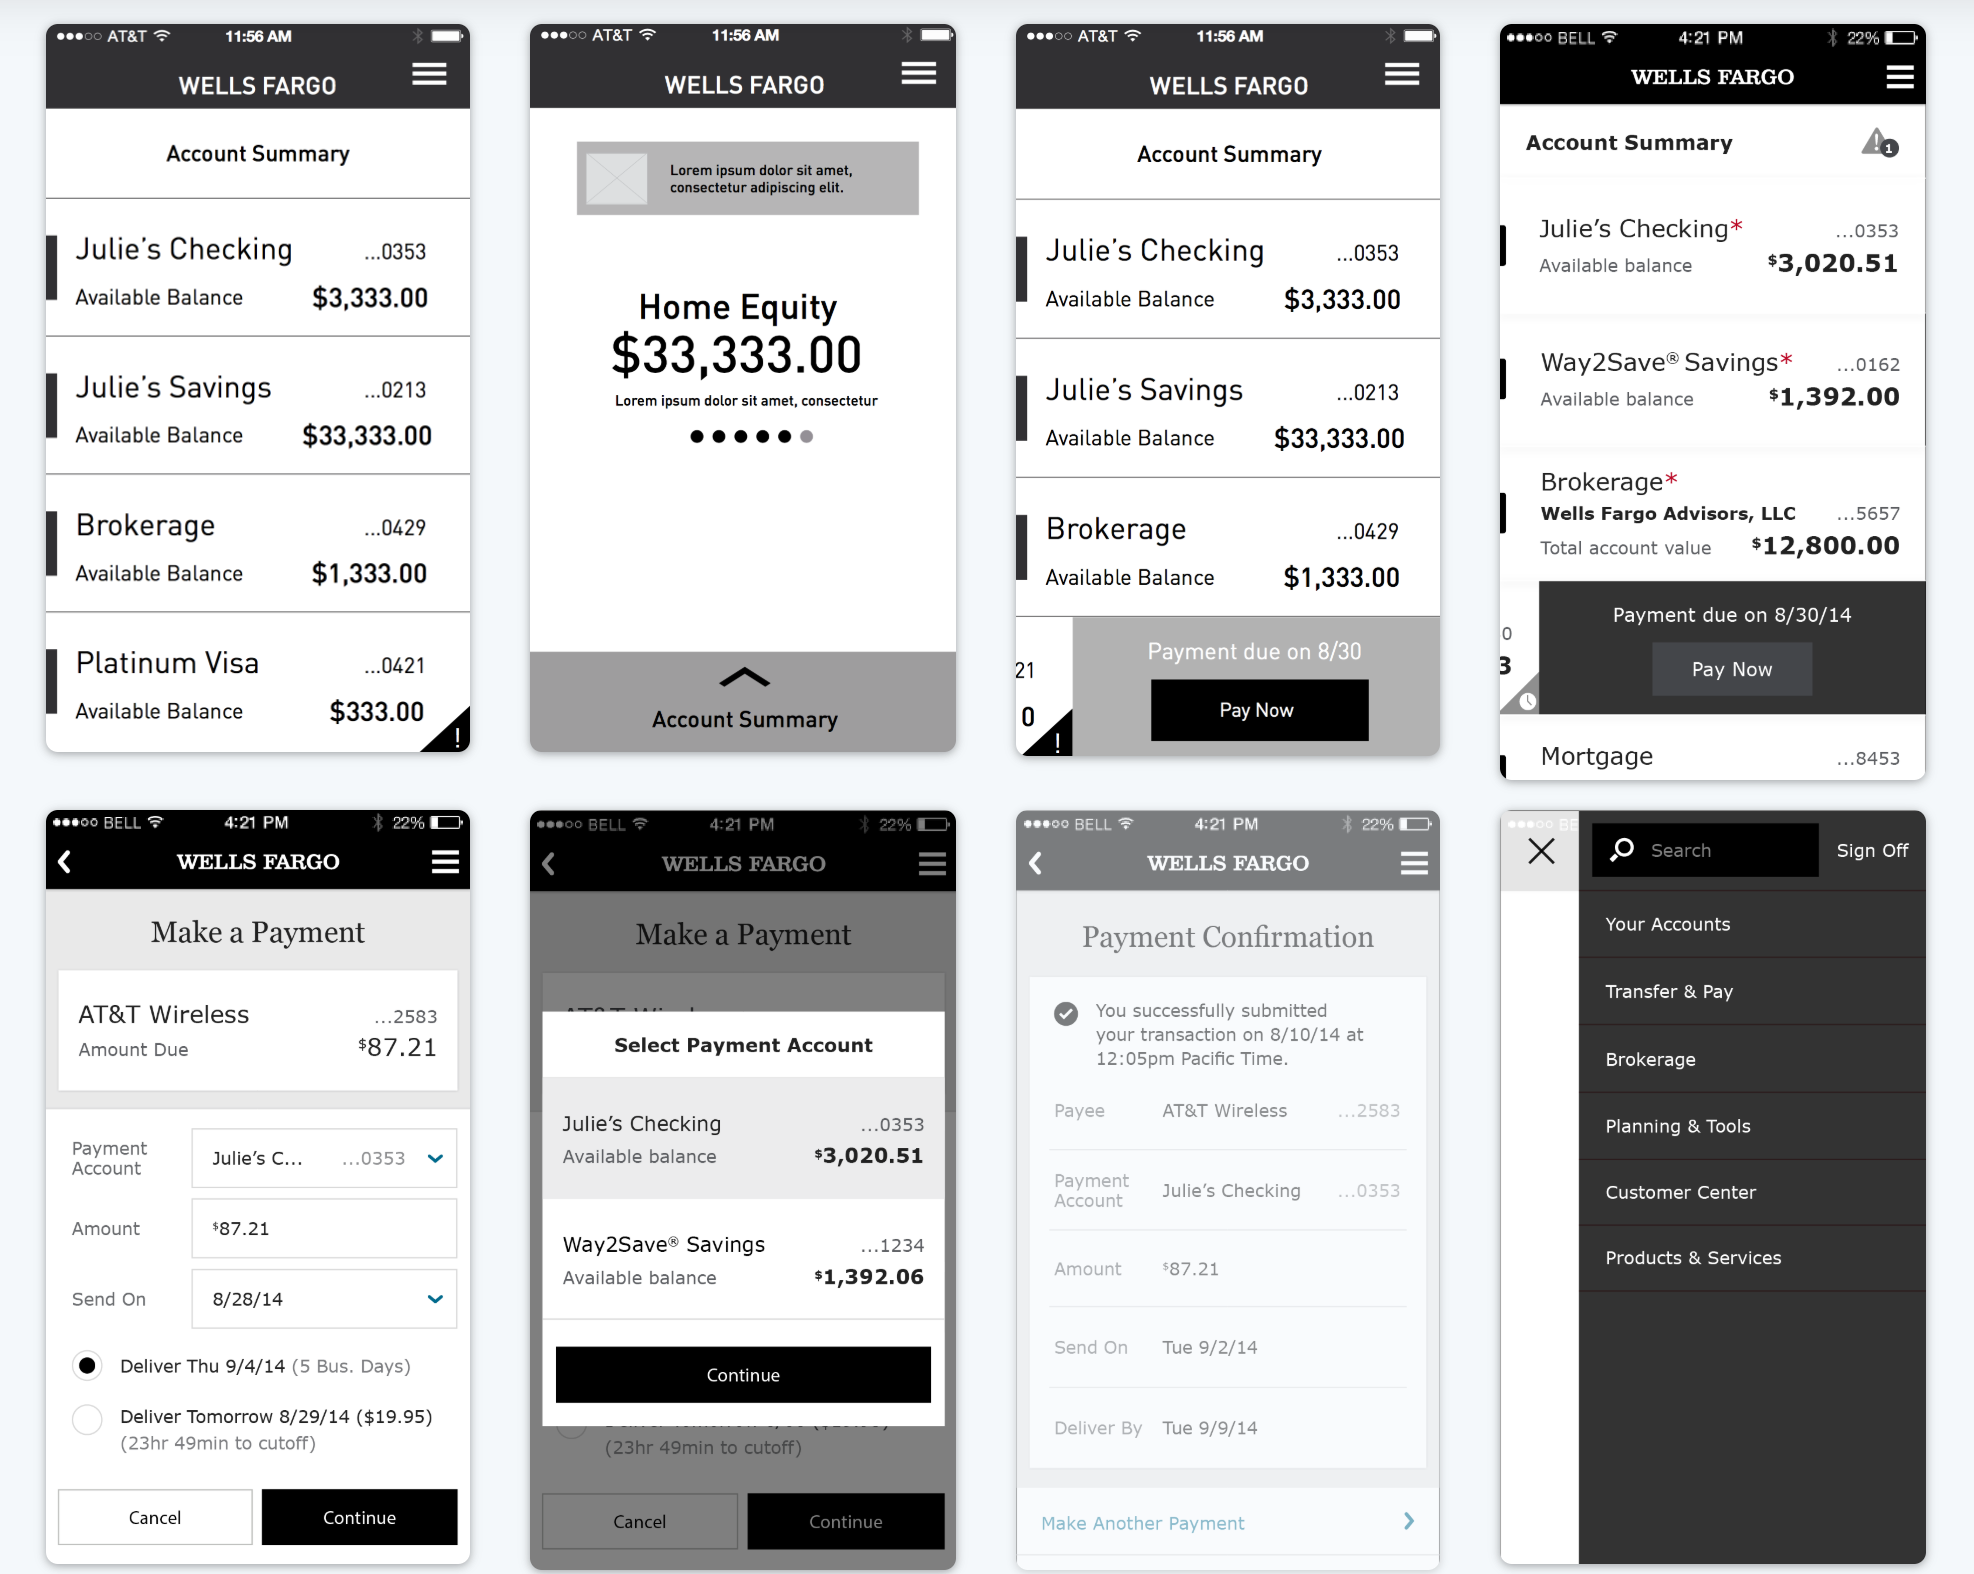 AT&T 11:56 AM
WELLS FARGO
Account Summary
Julie's Checking ...0353
Available Balance $3,333.00
Julie's Savings ...0213
Available Balance $33,333.00
Brokerage ...0429
Available Balance $1,333.00
Platinum Visa ...0421
Available Balance $333.00
!
AT&T 11:56 AM
WELLS FARGO
Lorem ipsum dolor sit amet,
consectetur adipiscing elit.
Home Equity
$33,333.00
Lorem ipsum dolor sit amet, consectetur
Account Summary
AT&T 11:56 AM
WELLS FARGO
Account Summary
Julie's Checking ...0353
Available Balance $3,333.00
Julie's Savings ...0213
Available Balance $33,333.00
Brokerage ...0429
Available Balance $1,333.00
Payment due on 8/30
21
Pay Now
0
!
BELL 4:21 PM 22%
WELLS FARGO
Account Summary 1
Julie's Checking* ...0353
Available balance $3,020.51
Way2Save® Savings* ...0162
Available balance $1,392.00
Brokerage*
Wells Fargo Advisors, LLC ...5657
Total account value $12,800.00
Payment due on 8/30/14
0
3 Pay Now
Mortgage ...8453
BELL 4:21 PM 22%
WELLS FARGO
Make a Payment
AT&T Wireless ...2583
Amount Due $87.21
Payment
Account
Julie's C... ...0353
Amount $87.21
Send On 8/28/14
Deliver Thu 9/4/14 (5 Bus. Days)
Deliver Tomorrow 8/29/14 ($19.95)
(23hr 49min to cutoff)
Cancel Continue
BELL 4:21 PM 22%
WELLS FARGO
Make a Payment
Select Payment Account
Julie's Checking ...0353
Available balance $3,020.51
Way2Save® Savings ...1234
Available balance $1,392.06
Continue
(23hr 49min to cutoff)
Cancel Continue
BELL 4:21 PM 22%
WELLS FARGO
Payment Confirmation
You successfully submitted
your transaction on 8/10/14 at
12:05pm Pacific Time.
Payee AT&T Wireless ...2583
Payment
Account
Julie's Checking ...0353
Amount $87.21
Send On Tue 9/2/14
Deliver By Tue 9/9/14
Make Another Payment
BE
Search Sign Off
Your Accounts
Transfer & Pay
Brokerage
Planning & Tools
Customer Center
Products & Services